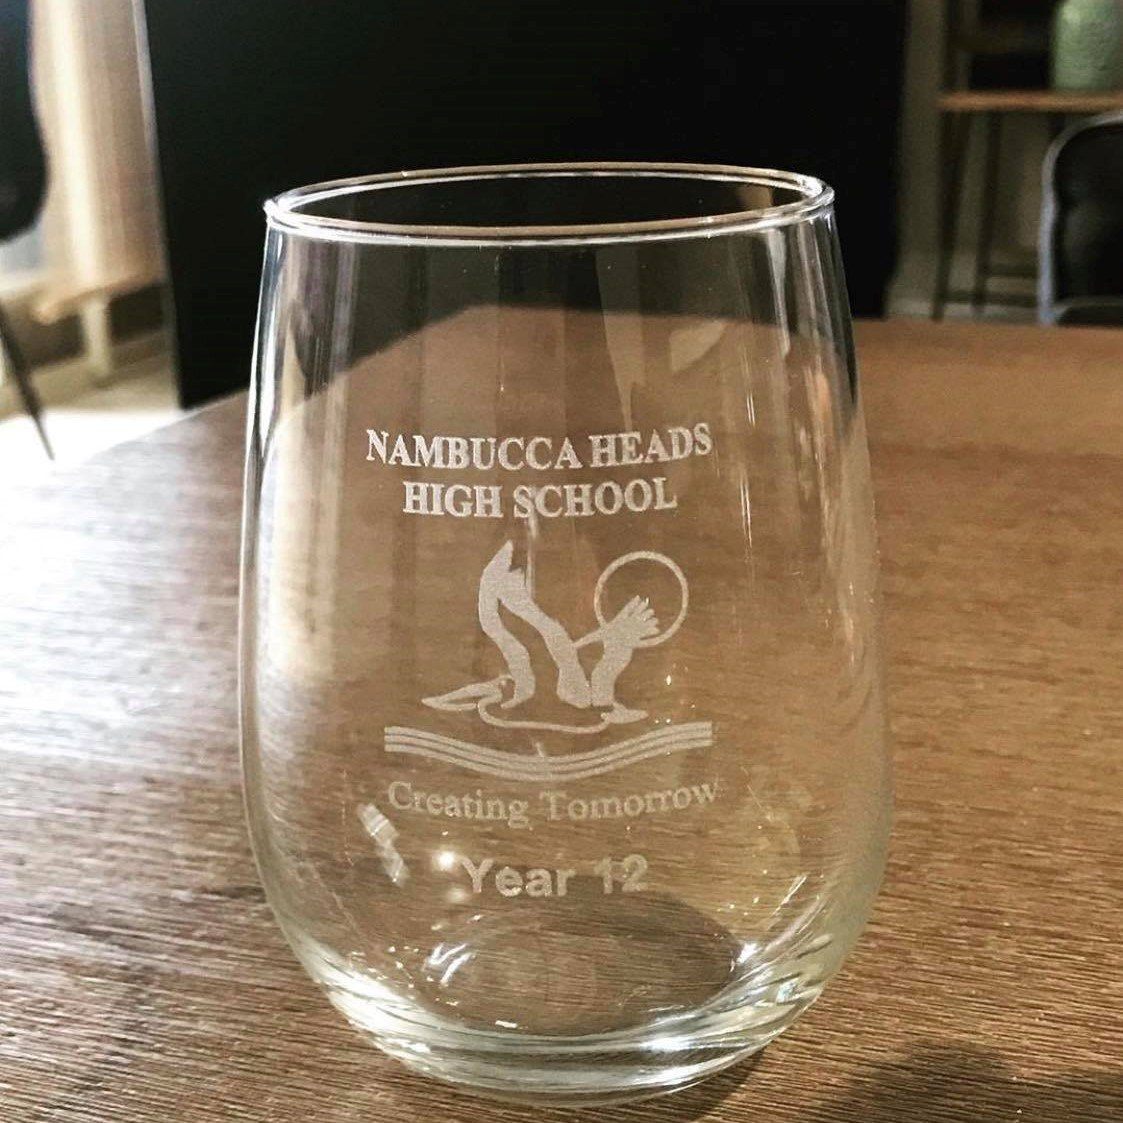 NAMBUCCA HEADS
HIGH SCHOOL
Creating Tomorrow
Year 12